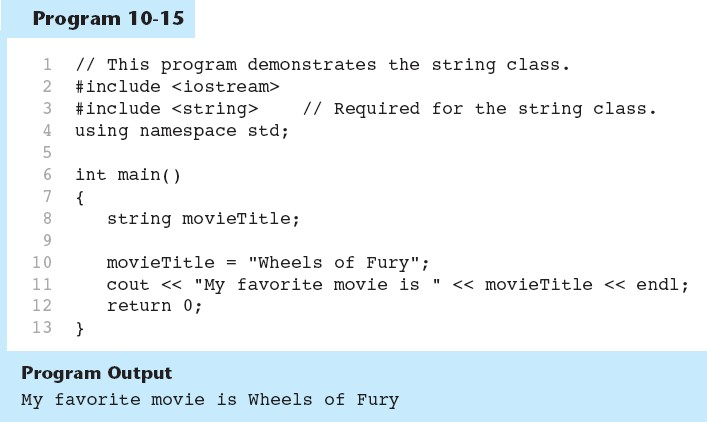 Program 10-15
1 // This program demonstrates the string class.
2 #include <iostream>
3 #include <string>    // Required for the string class.
4 using namespace std;
5
6 int main()
7 {
8    string movieTitle;
9
10    movieTitle = "Wheels of Fury";
11    cout << "My favorite movie is " << movieTitle << endl;
12    return 0;
13 }
Program Output
My favorite movie is Wheels of Fury